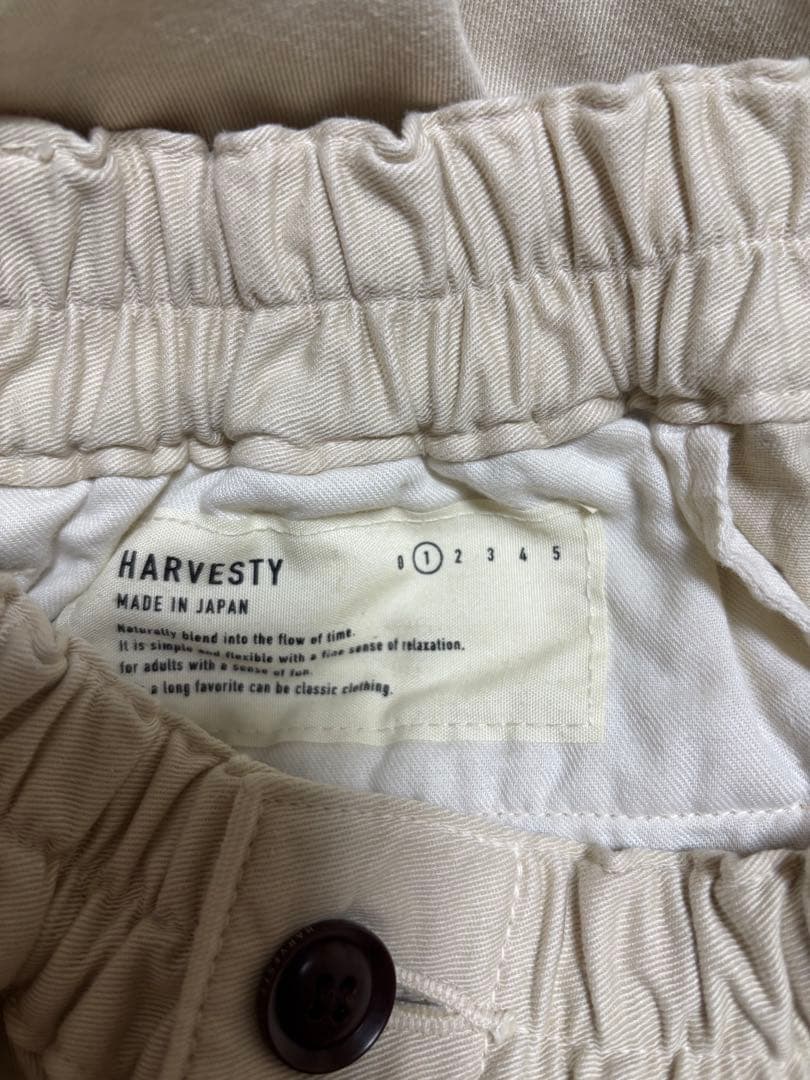 HARVESTY
0 1 2 3 4 5
MADE IN JAPAN
Naturally blend into the flow of time.
It is simple and flexible with a fine sense of relaxation.
for adults with a sense of fun.
a long favorite can be classic clothing.
HARVESTY